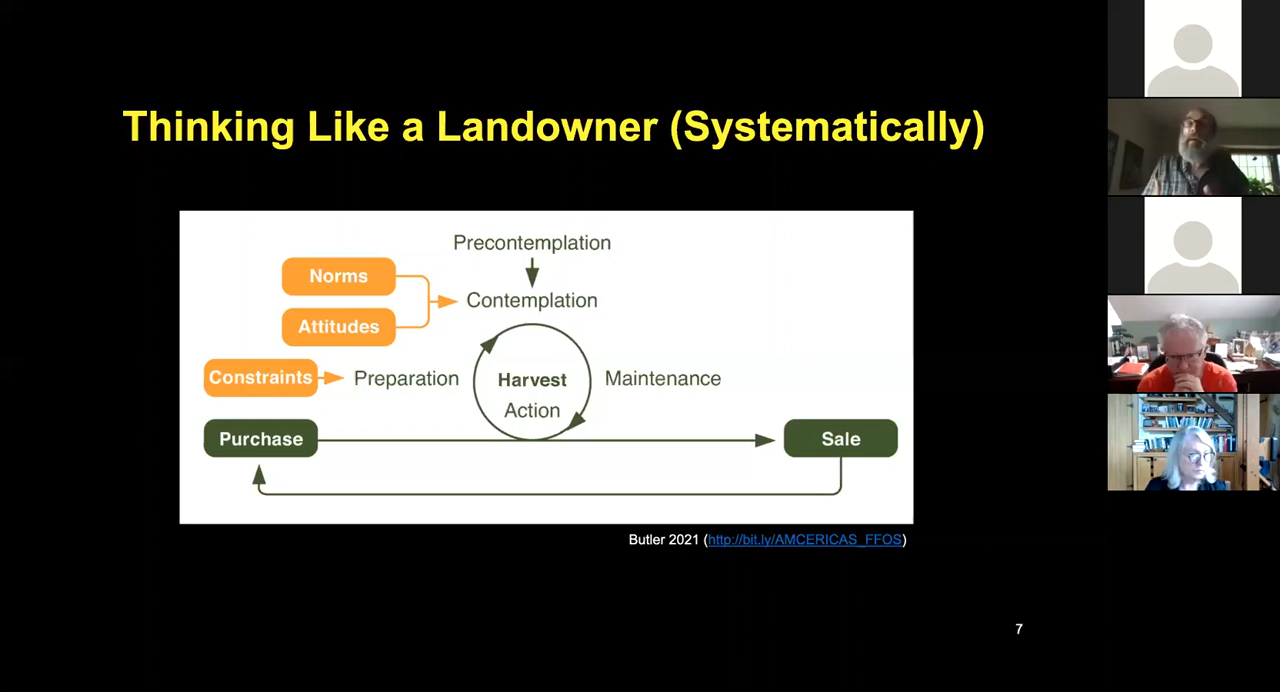 Thinking Like a Landowner (Systematically)
Precontemplation
Norms
Contemplation
Attitudes
Constraints
Preparation
Harvest
Action
Maintenance
Purchase
Sale
Butler 2021 (http://bit.ly/AMCERICAS_FFOS)
7